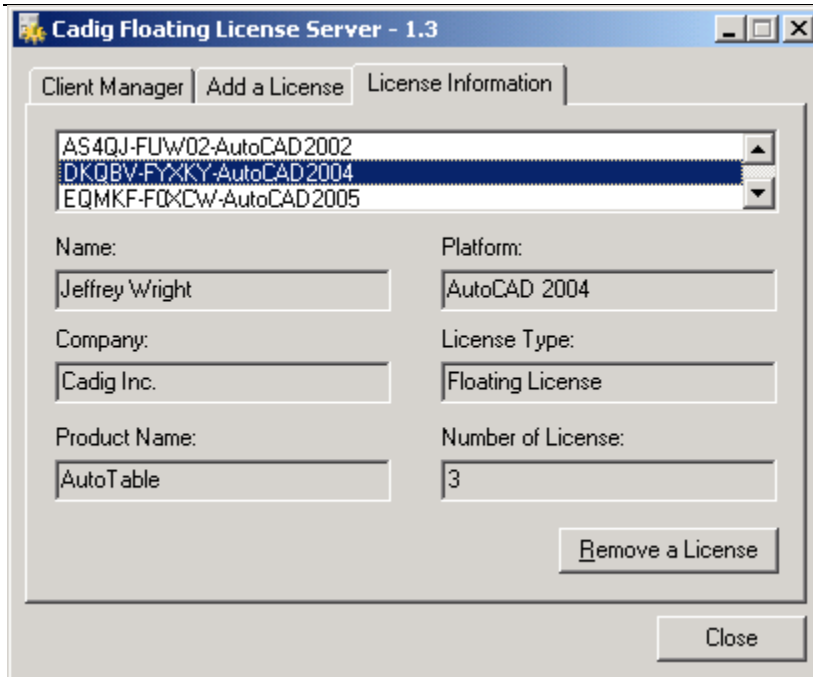 Cadig Floating License Server - 1.3
Client Manager Add a License License Information
AS4QJ-FUW02-AutoCAD2002
DKQBV-FYXKY-AutoCAD2004
EQMKF-F0XCW-AutoCAD2005
Name: Platform:
Jeffrey Wright AutoCAD 2004
Company: License Type:
Cadig Inc. Floating License
Product Name: Number of License:
AutoTable 3
Remove a License
Close